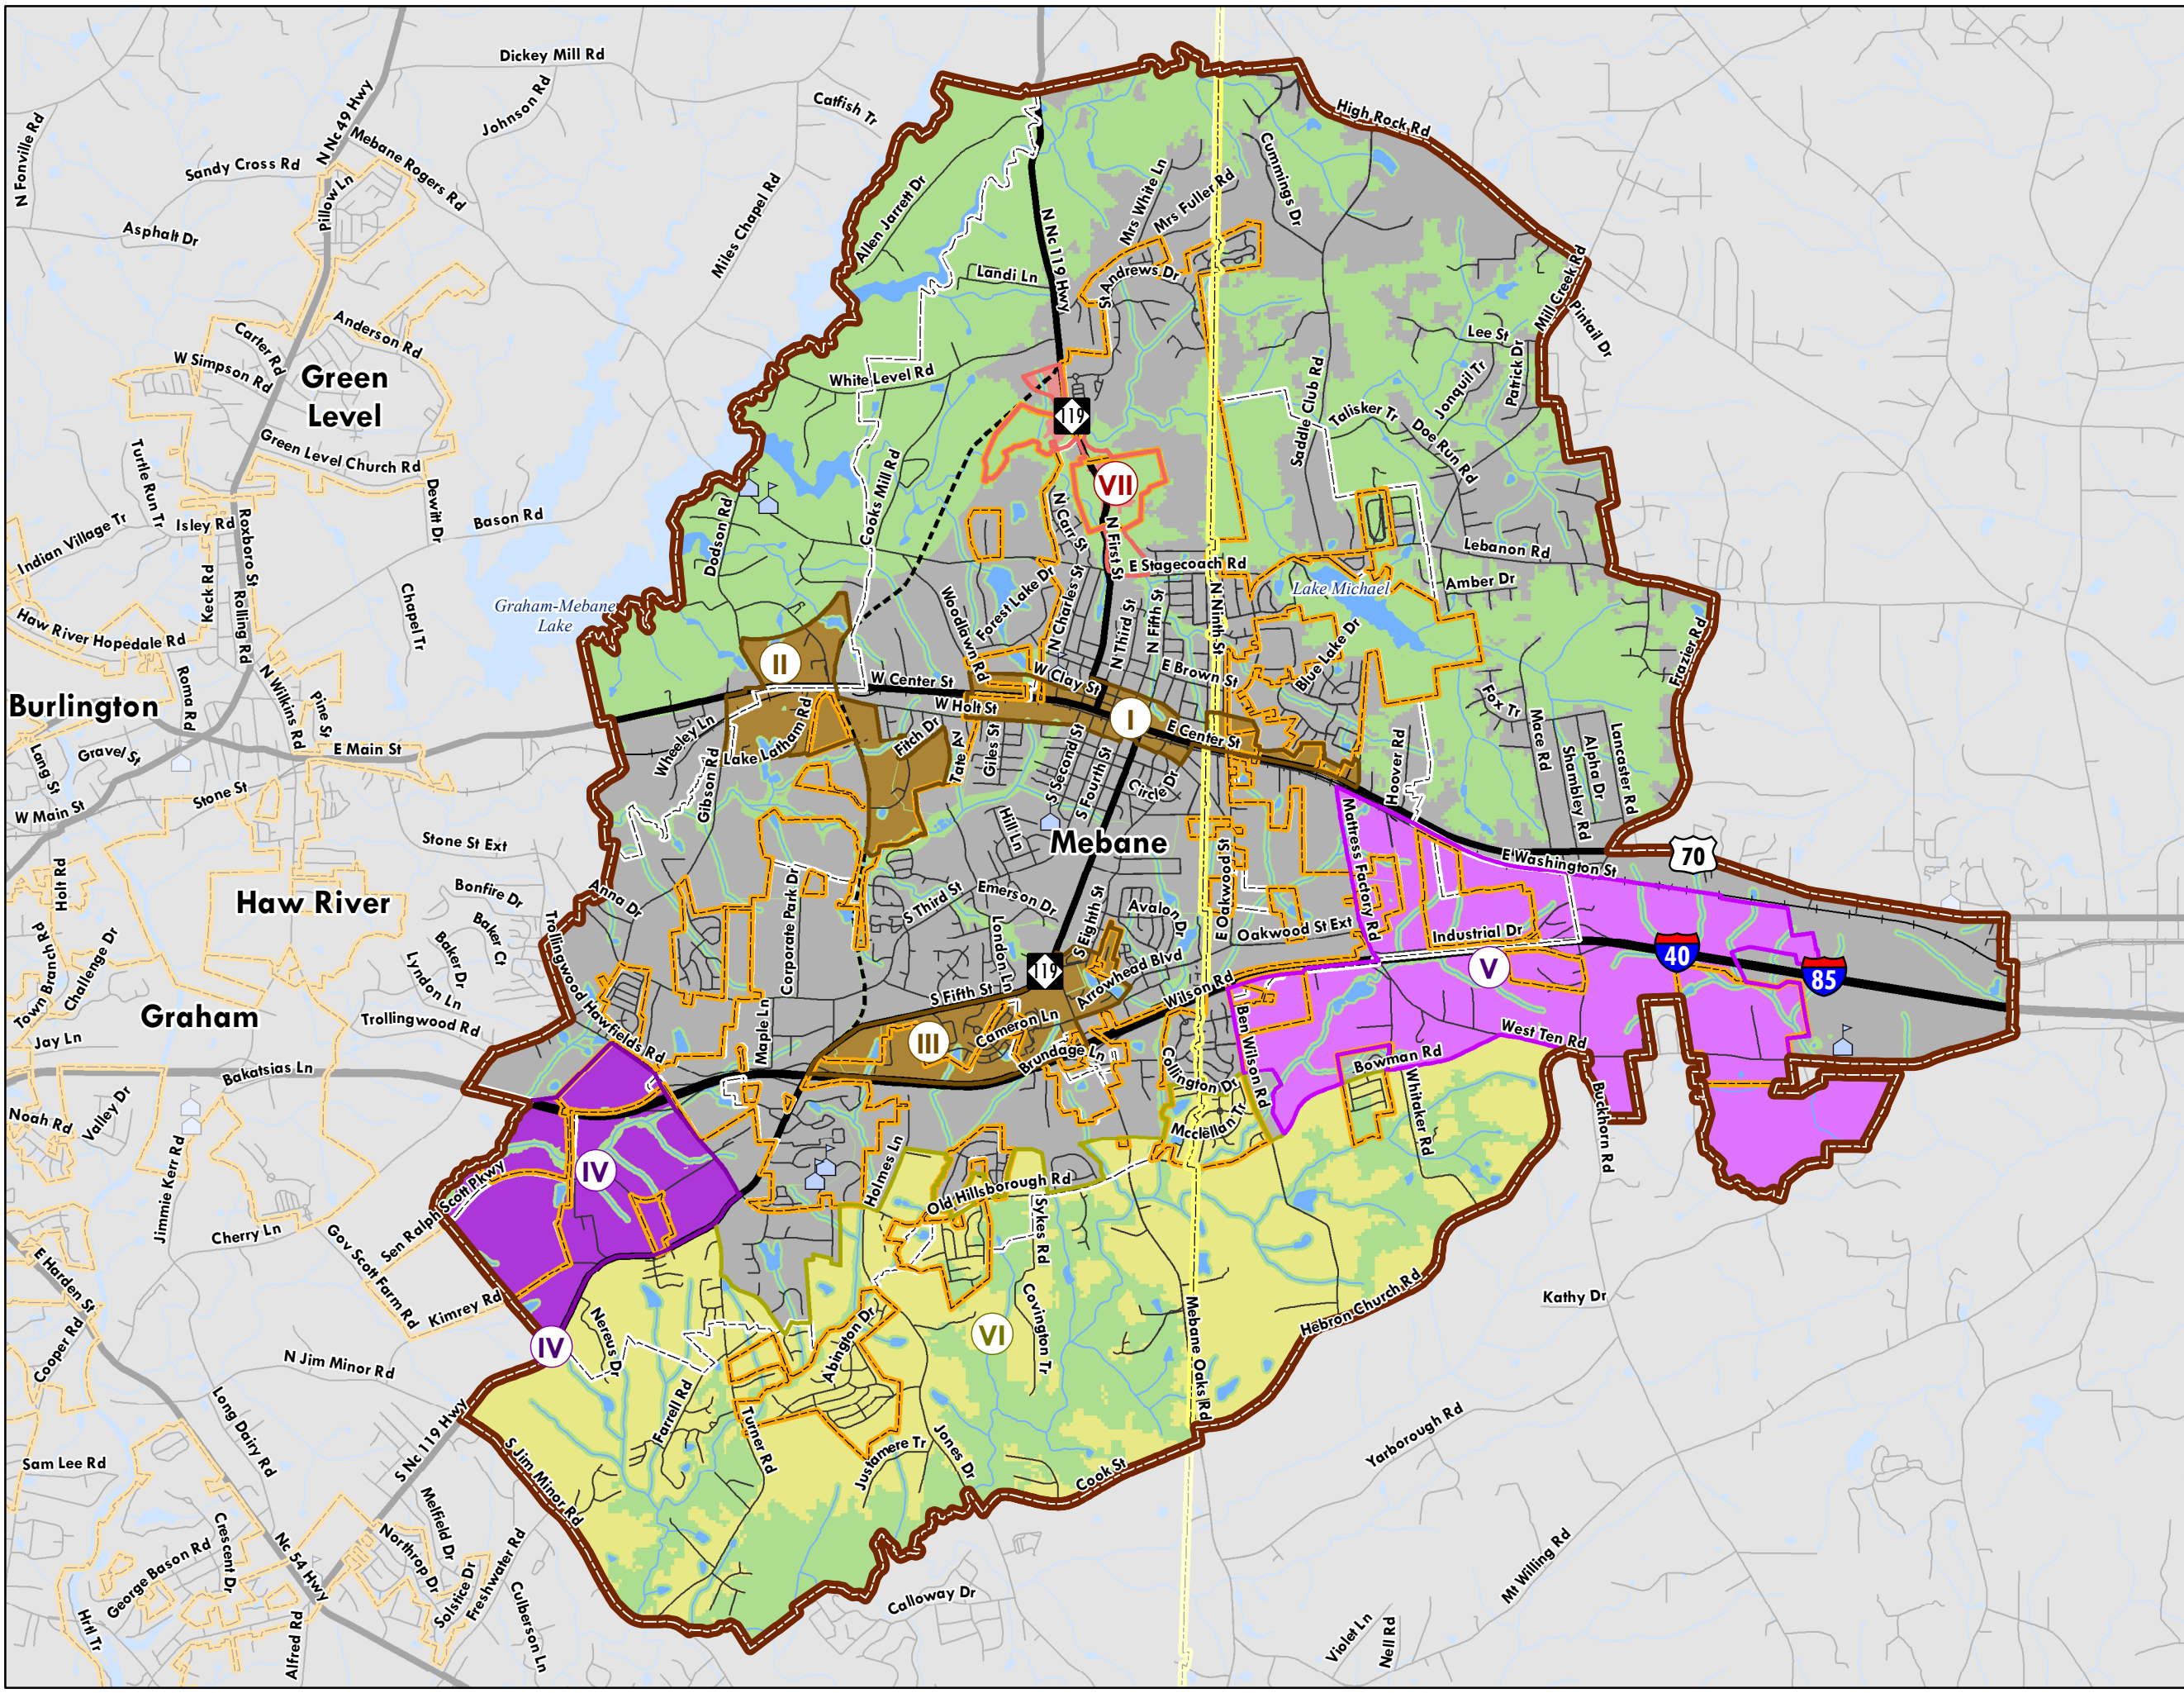 Dickey Mill Rd
N Nc 49 Hwy
Johnson Rd
Catfish Tr
High Rock Rd
N Fonville Rd
Mebane Rogers Rd
Sandy Cross Rd
Pillow Ln
Cummings Dr
Mrs White Ln
Mrs Fuller Rd
Allen Jarrett Dr
Miles Chapel Rd
N Nc 119 Hwy
Asphalt Dr
Landi Ln
St Andrews Dr
Mill Creek Rd
Pintail Dr
Anderson Rd
Carter Rd
W Simpson Rd
Green
Level
Lee St
Patrick Dr
Jonquil Tr
White Level Rd
Saddle Club Rd
Talisker Tr
Doe Run Rd
119
Green Level Church Rd
Turtle Run Tr
Dewitt Dr
Cooks Mill Rd
VII
Isley Rd
Roxboro St
Bason Rd
Dodson Rd
N Carr St
N First St
Indian Village Tr
Lebanon Rd
E Stagecoach Rd
Keck Rd
Rolling Rd
Chapel Tr
Graham-Mebane
Lake
Woodlawn Rd
Forest Lake Dr
N Charles St
N Third St
N Fifth St
N Ninth St
Lake Michael
Amber Dr
Haw River Hopedale Rd
Blue Lake Dr
Frazier Rd
II
W Center St
W Clay St
E Brown St
Roma Rd
N Wilkins Rd
Pine St
Burlington
W Holt St
I
E Center St
Fox Tr
Mace Rd
Shambley Rd
Alpha Dr
Lancaster Rd
Lang St
Gravel St
E Main St
Wheeley Ln
Lake Latham Rd
Fitch Dr
Tate Av
Giles St
S Second St
S Fourth St
Circle Dr
Hoover Rd
Gibson Rd
Stone St
W Main St
Stone St Ext
Hill Ln
Mebane
Mattress Factory Rd
E Washington St
70
Holt Rd
Bonfire Dr
Anna Dr
Haw River
Baker Ct
Baker Dr
Corporate Park Dr
S Third St
Emerson Dr
London Ln
S Eighth St
Avalon Dr
E Oakwood St
Oakwood St Ext
Industrial Dr
Town Branch Rd
Challenge Dr
Lyndon Ln
Trollingwood Hawfields Rd
119
Arrowhead Blvd
Wilson Rd
V
40
85
Graham
Trollingwood Rd
S Fifth St
Maple Ln
III
Cameron Ln
Brundage Ln
Ben Wilson Rd
West Ten Rd
Bowman Rd
Jay Ln
Bakatsias Ln
Collington Dr
Mcclellan Tr
Whitaker Rd
Buckhorn Rd
Noah Rd
Valley Dr
Jimmie Kerr Rd
IV
Holmes Ln
Old Hillsborough Rd
Sykes Rd
Sen Ralph Scott Pkwy
Cherry Ln
Gov Scott Farm Rd
E Harden St
Kimrey Rd
Nereus Dr
Covington Tr
Mebane Oaks Rd
Hebron Church Rd
Kathy Dr
Cooper Rd
N Jim Minor Rd
IV
Abington Dr
VI
Farrell Rd
Turner Rd
Long Dairy Rd
S Nc 119 Hwy
S Jim Minor Rd
Justamere Tr
Jones Dr
Cook St
Yarborough Rd
Sam Lee Rd
Melfield Dr
Northrop Dr
Solstice Dr
Freshwater Rd
Crescent Dr
George Bason Rd
Nc 54 Hwy
Culberson Ln
Calloway Dr
Mt Willing Rd
Hrtl Tr
Alfred Rd
Violet Ln
Nell Rd